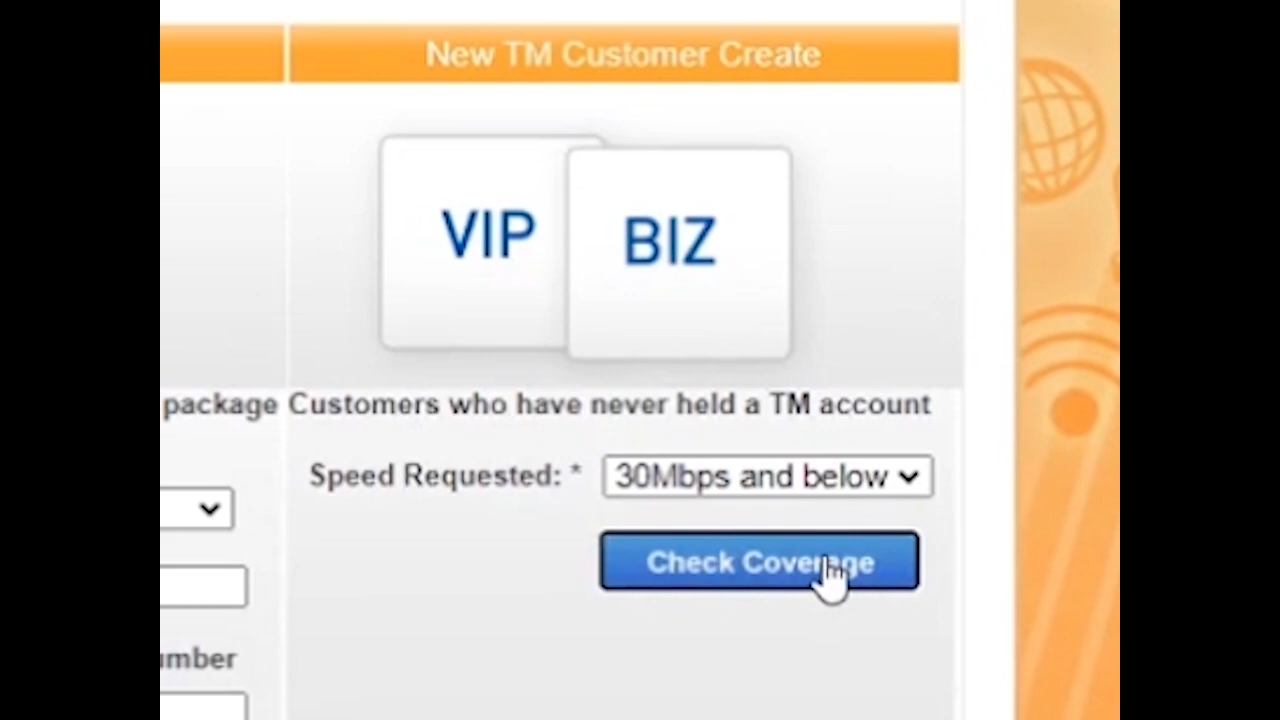 New TM Customer Create
VIP
BIZ
package
Customers who have never held a TM account
Speed Requested: *
30Mbps and below
Check Coverage